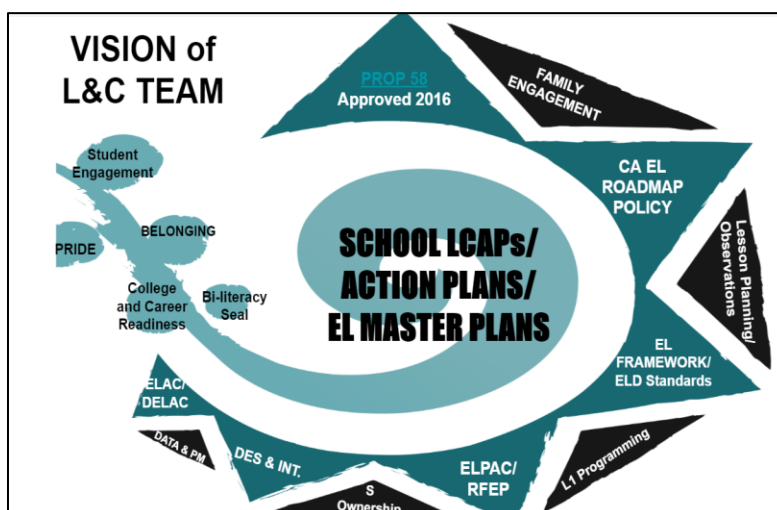 VISION of
L&C TEAM
PROP 58
Approved 2016
FAMILY
ENGAGEMENT
CA EL
ROADMAP
POLICY
Lesson Planning/
Observations
EL
FRAMEWORK/
ELD Standards
L1 Programming
ELPAC/
RFEP
S
Ownership
DES & INT.
DATA & PM
ELAC/
DELAC
SCHOOL LCAPs/
ACTION PLANS/
EL MASTER PLANS
Student
Engagement
PRIDE
BELONGING
College
and Career
Readiness
Bi-literacy
Seal